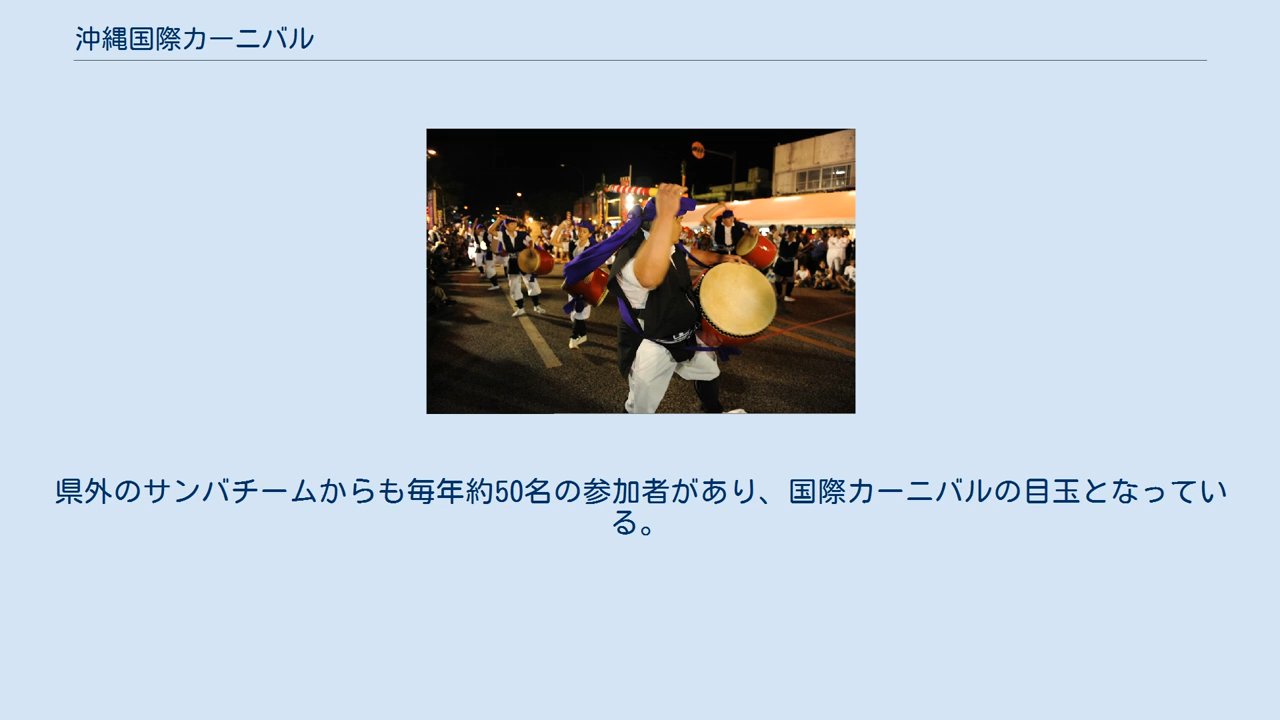 沖縄国際カーニバル
県外のサンバチームからも毎年約50名の参加者があり、国際カーニバルの目玉となってい
る。